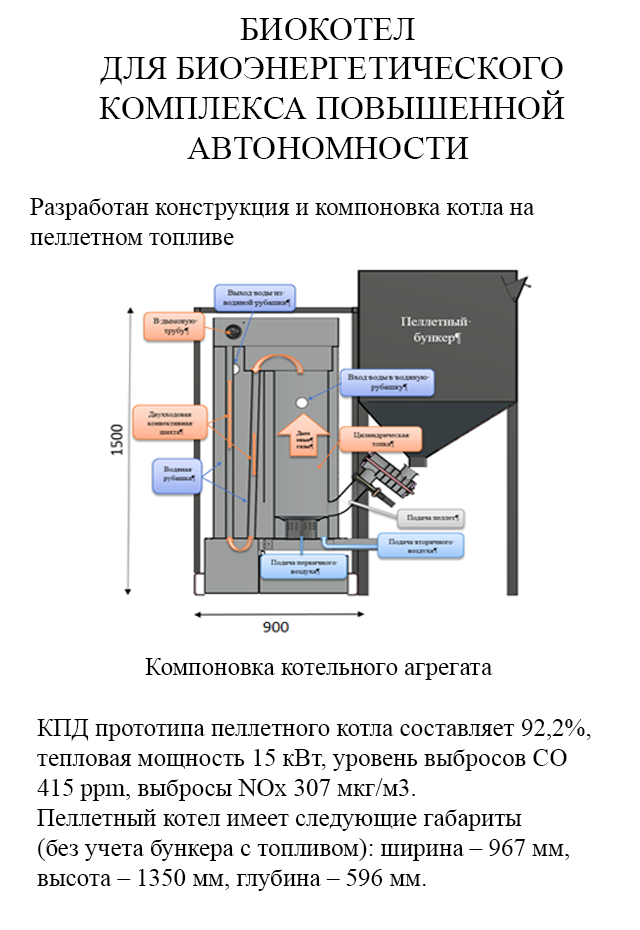 БИОКОТЕЛ
ДЛЯ БИОЭНЕРГЕТИЧЕСКОГО
КОМПЛЕКСА ПОВЫШЕННОЙ
АВТОНОМНОСТИ
Разработан конструкция и компоновка котла на
пеллетном топливе
Выход воды из
водяной рубашки¶
В дымовую
трубу¶
Пеллетный
бункер¶
Вход воды в водяную
рубашку¶
Двухходовая
конвективная
шахта¶
Дым
овые
газы¶
Цилиндрическая
топка¶
1500
Водяная
рубашка¶
Подача пеллет¶
Подача вторичного
воздуха¶
Подача первичного
воздуха¶
900
Компоновка котельного агрегата
КПД прототипа пеллетного котла составляет 92,2%,
тепловая мощность 15 кВт, уровень выбросов СО
415 ppm, выбросы NOx 307 мкг/м3.
Пеллетный котел имеет следующие габариты
(без учета бункера с топливом): ширина – 967 мм,
высота – 1350 мм, глубина – 596 мм.